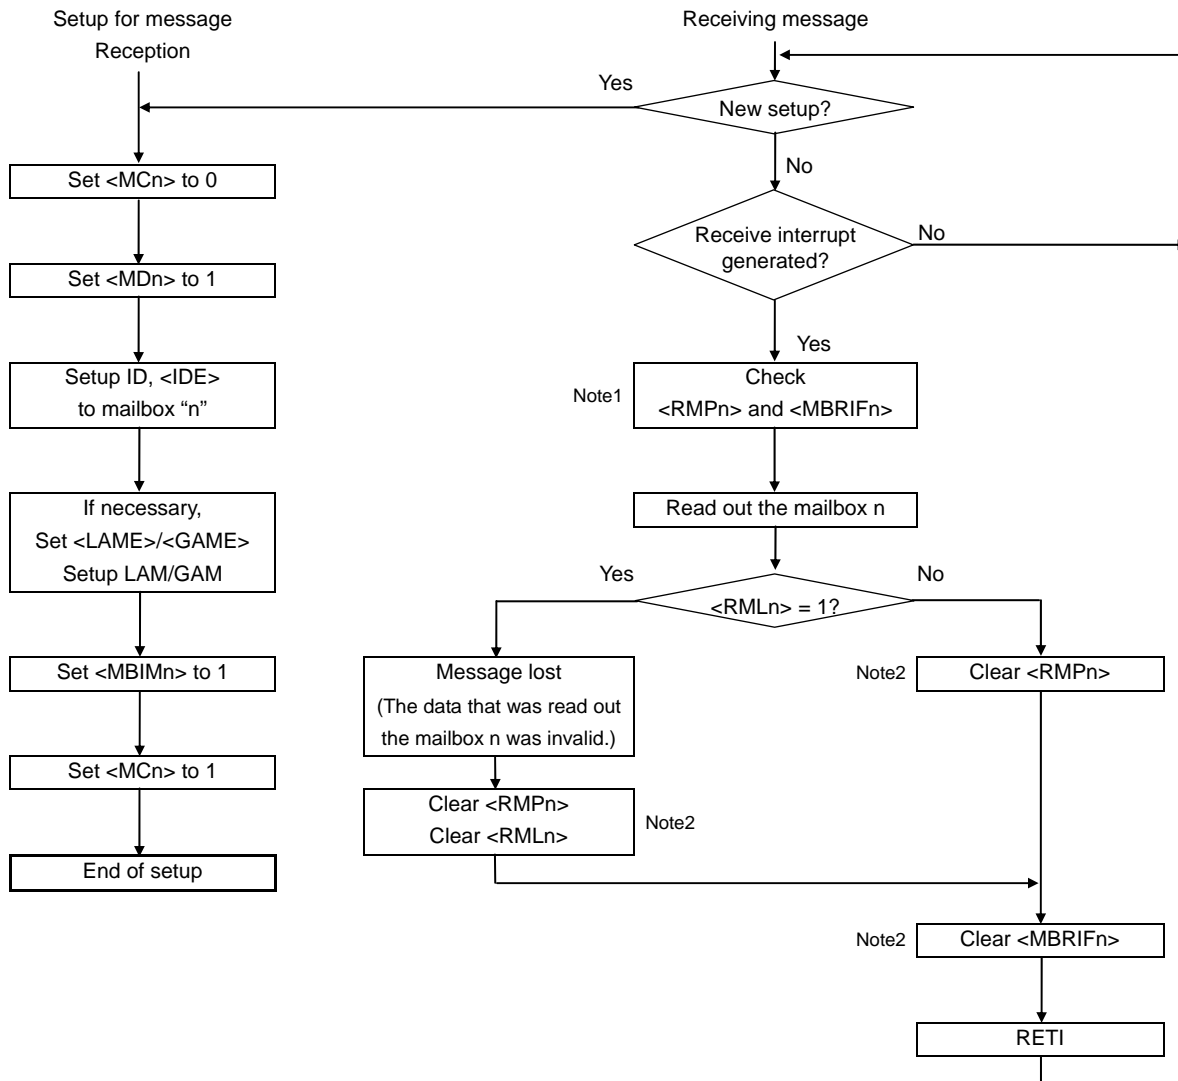 Setup for message
Reception
Set <MCn> to 0
Set <MDn> to 1
Setup ID, <IDE>
to mailbox “n”
If necessary,
Set <LAME>/<GAME>
Setup LAM/GAM
Set <MBIMn> to 1
Set <MCn> to 1
End of setup
Receiving message
Yes
New setup?
No
Receive interrupt
generated?
No
Yes
Note1
Check
<RMPn> and <MBRIFn>
Read out the mailbox n
Yes
No
<RMLn> = 1?
Message lost
(The data that was read out
the mailbox n was invalid.)
Clear <RMPn>
Clear <RMLn>
Note2
Note2
Clear <RMPn>
Note2
Clear <MBRIFn>
RETI